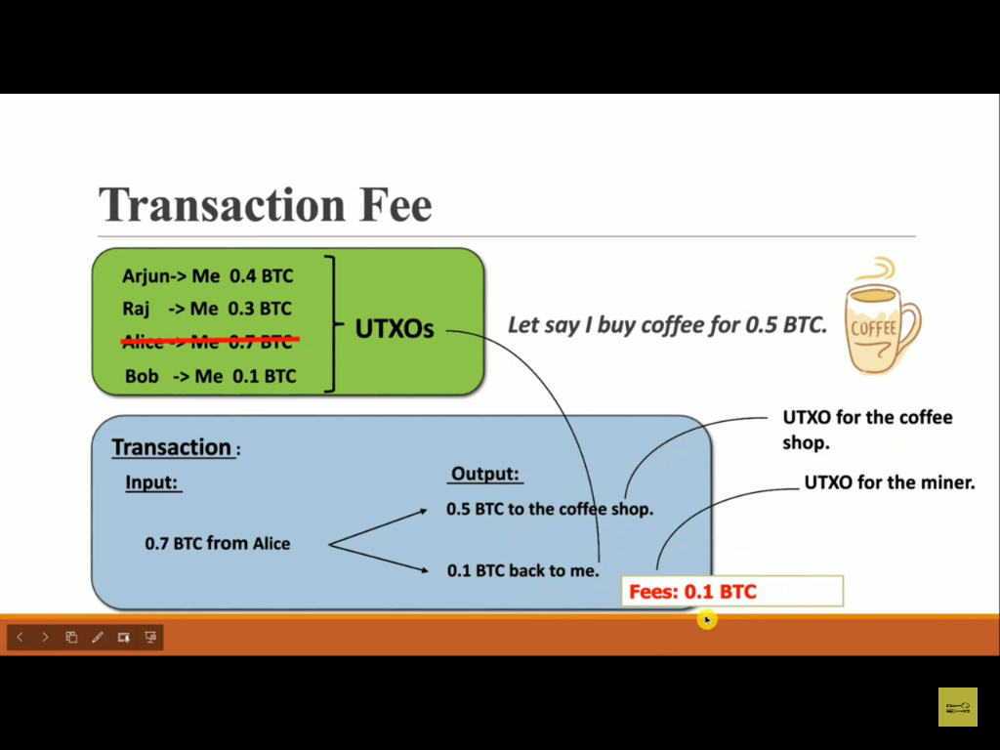 Transaction Fee
Arjun-> Me 0.4 BTC
Raj -> Me 0.3 BTC
Alice -> Me 0.7 BTC
Bob -> Me 0.1 BTC
UTXOs
Let say I buy coffee for 0.5 BTC.
COFFEE
Transaction :
Input:
0.7 BTC from Alice
Output:
0.5 BTC to the coffee shop.
0.1 BTC back to me.
UTXO for the coffee
shop.
UTXO for the miner.
Fees: 0.1 BTC